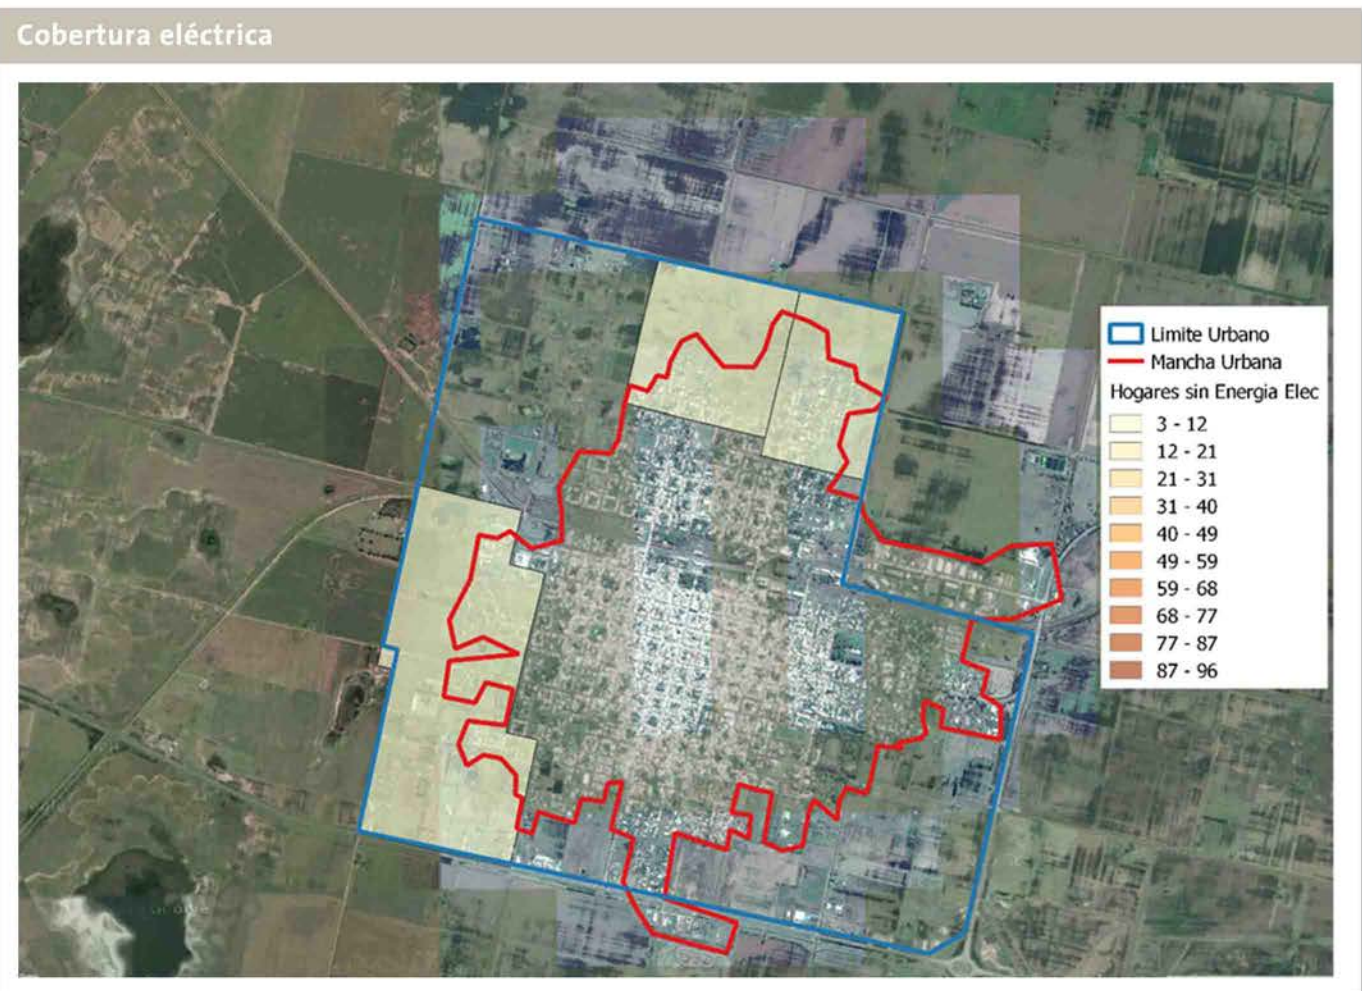 Cobertura eléctrica
Limite Urbano
Mancha Urbana
Hogares sin Energia Elec
3 - 12
12 - 21
21 - 31
31 - 40
40 - 49
49 - 59
59 - 68
68 - 77
77 - 87
87 - 96